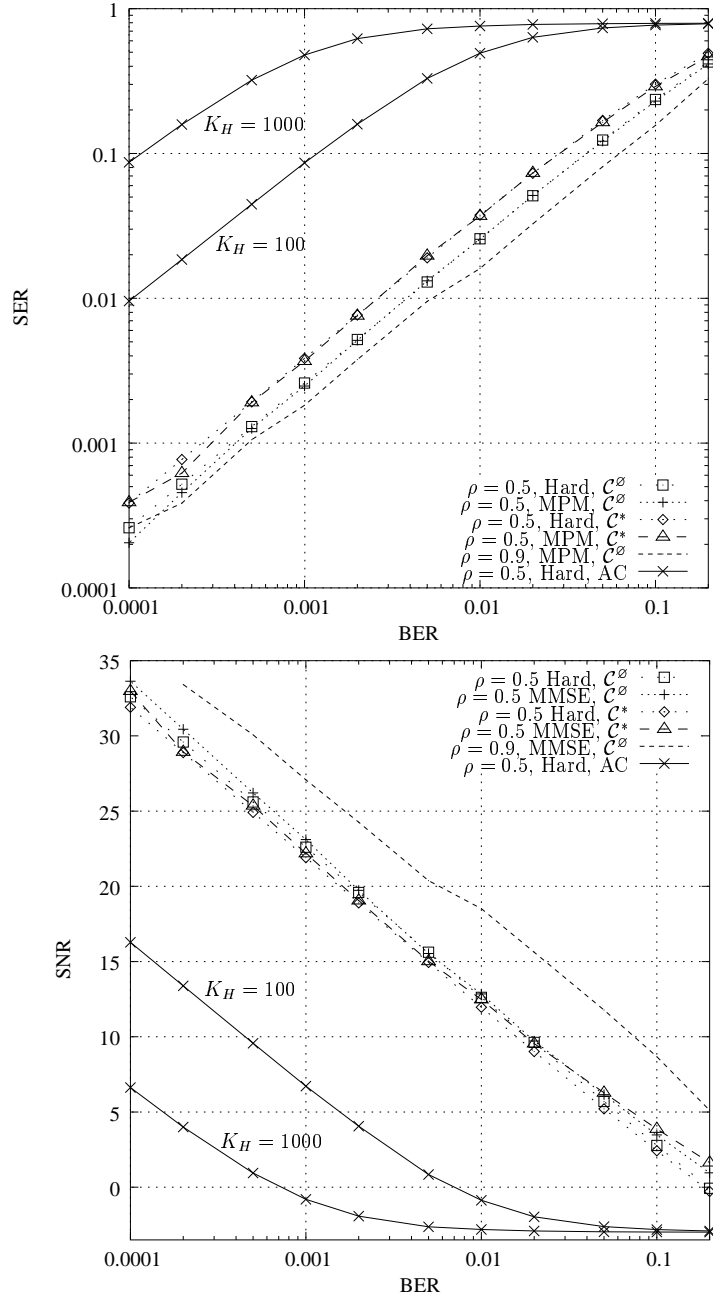 1
0.1
0.01
0.001
0.0001
SER
K_H = 1000
K_H = 100
ρ = 0.5, Hard, C^∅
ρ = 0.5, MPM, C^∅
ρ = 0.5, Hard, C^*
ρ = 0.5, MPM, C^*
ρ = 0.9, MPM, C^∅
ρ = 0.5, Hard, AC
0.0001 0.001 0.01 0.1
BER
35
30
25
20
15
10
5
0
SNR
ρ = 0.5 Hard, C^∅
ρ = 0.5 MMSE, C^∅
ρ = 0.5 Hard, C^*
ρ = 0.5 MMSE, C^*
ρ = 0.9, MMSE, C^∅
ρ = 0.5, Hard, AC
K_H = 100
K_H = 1000
0.0001 0.001 0.01 0.1
BER